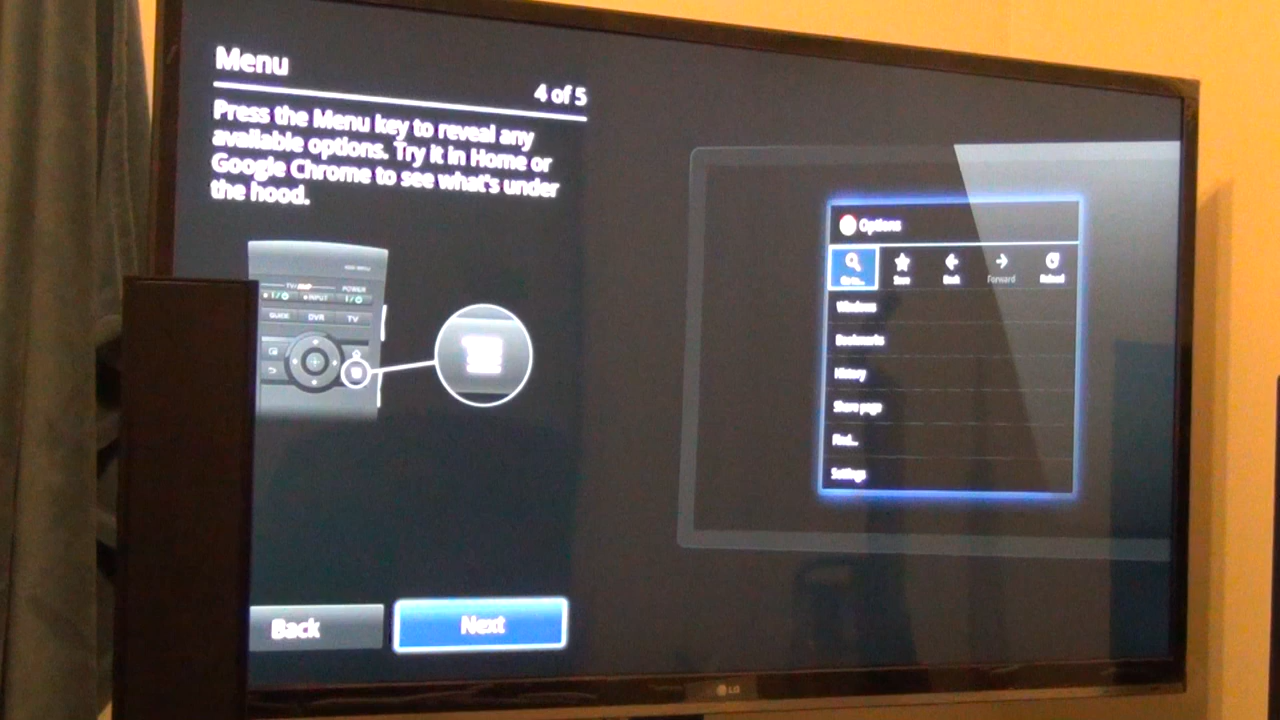 Menu
4 of 5
Press the Menu key to reveal any
available options. Try it in Home or
Google Chrome to see what's under
the hood.
POWER
I/O INPUT I/O
GUIDE DVR TV
Options
Save Back Forward Reload
Windows
Bookmarks
History
Share page
Find...
Settings
Back Next
LG